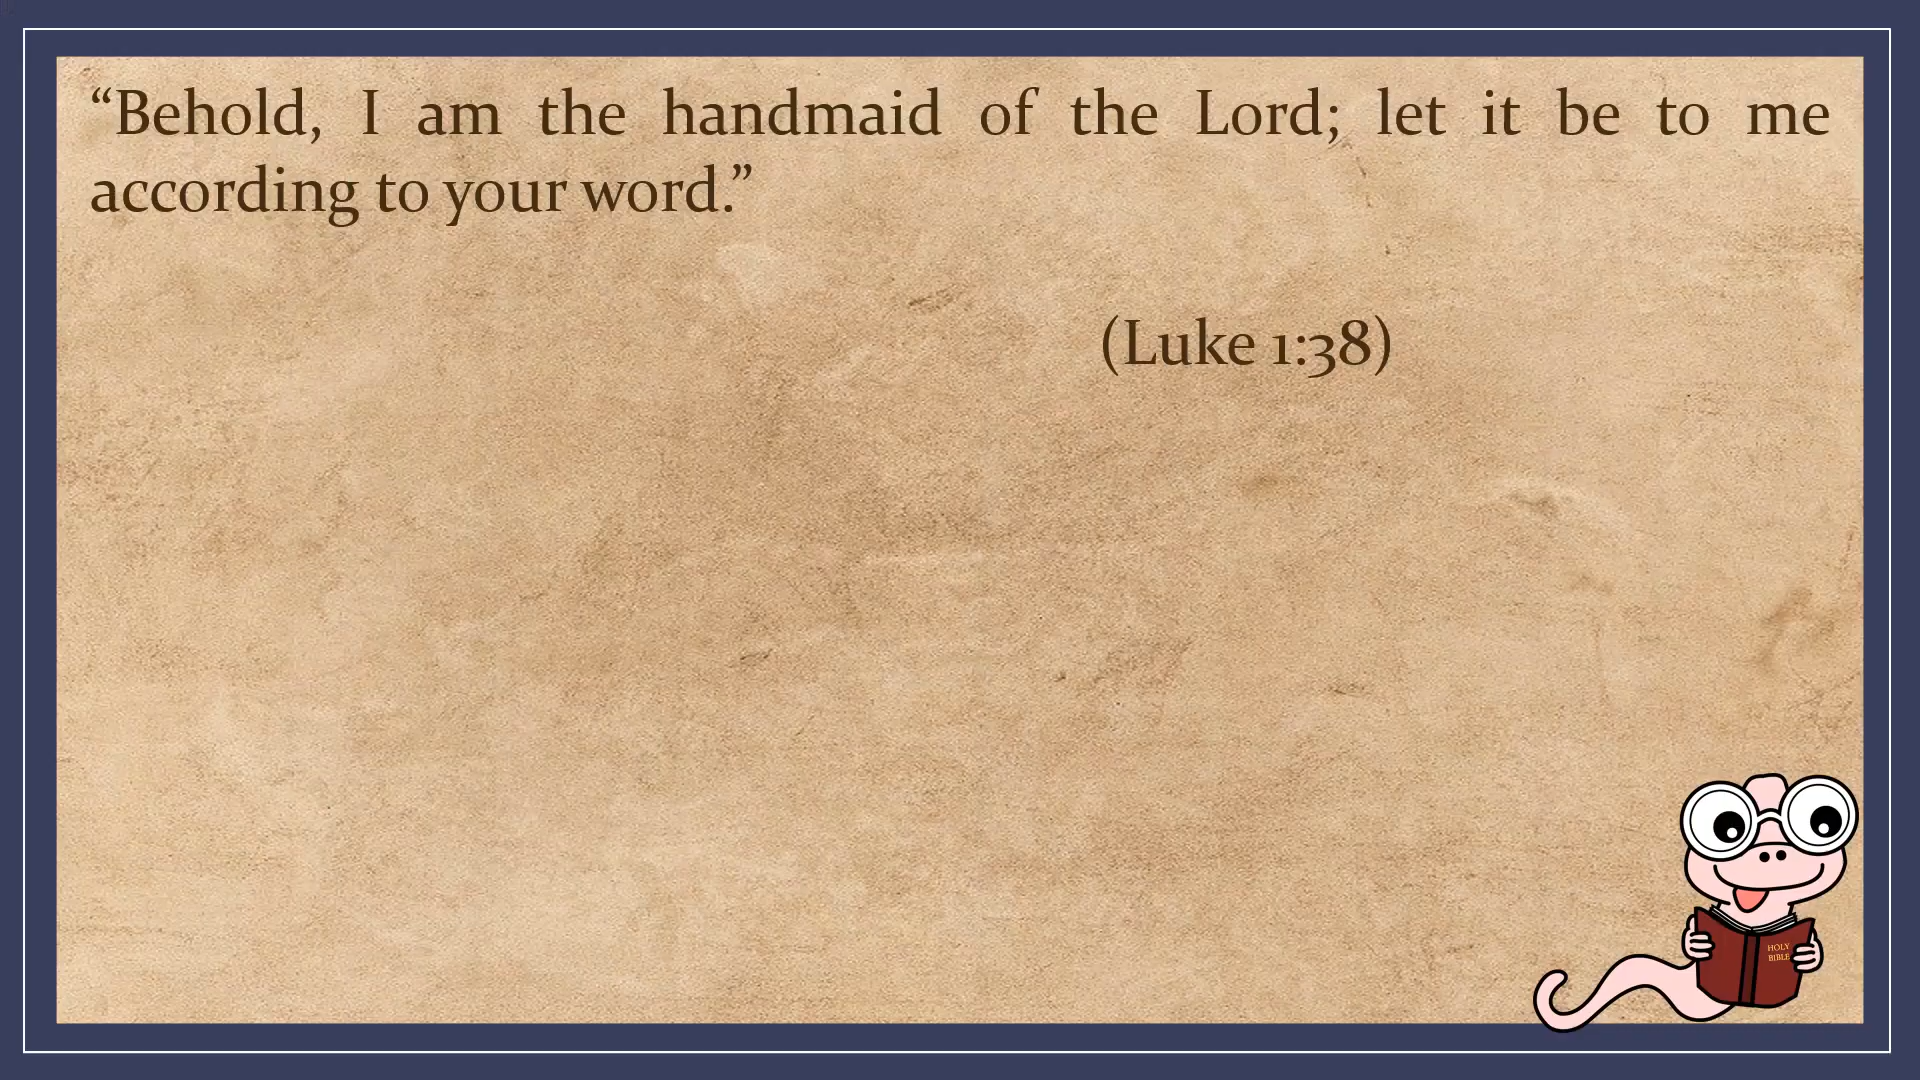 “Behold, I am the handmaid of the Lord; let it be to me
according to your word.”
(Luke 1:38)
HOLY
BIBLE